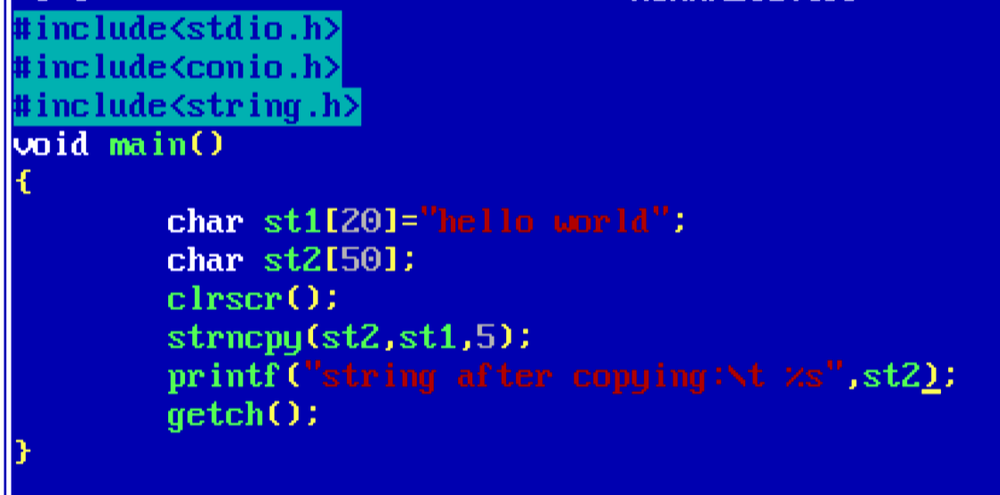 #include<stdio.h>
#include<conio.h>
#include<string.h>
void main()
{
char st1[20]="hello world";
char st2[50];
clrscr();
strncpy(st2,st1,5);
printf("string after copying:\t %s",st2);
getch();
}